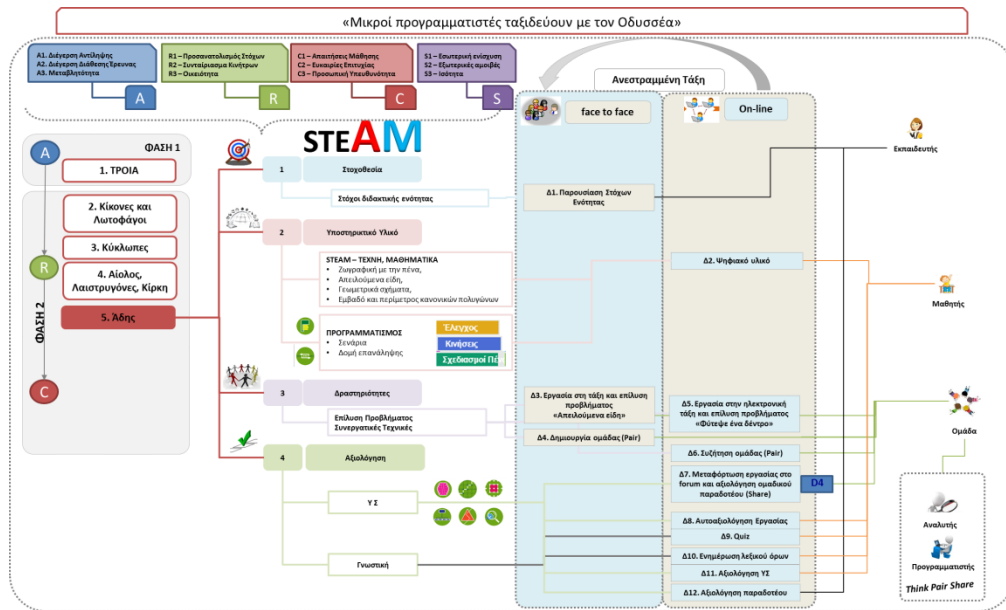 «Μικροί προγραμματιστές ταξιδεύουν με τον Οδυσσέα»
A1. Διέγερση Αντίληψης
A2. Διέγερση Διάθεσης Έρευνας
A3. Μεταβλητότητα
A
R1 – Προσανατολισμός Στόχων
R2 – Συνταίριασμα Κινήτρων
R3 – Οικειότητα
R
C1 – Απαιτήσεις Μάθησης
C2 – Ευκαιρίες Επιτυχίας
C3 – Προσωπική Υπευθυνότητα
C
S1 – Εσωτερική ενίσχυση
S2 – Εξωτερικές αμοιβές
S3 – Ισότητα
S
STEAM
ΦΑΣΗ 1
A
1. ΤΡΟΙΑ
ΦΑΣΗ 2
2. Κίκονες και
Λωτοφάγοι
3. Κύκλωπες
R
4. Αίολος,
Λαιστρυγόνες, Κίρκη
5. Άδης
C
1
Στοχοθεσία
Στόχοι διδακτικής ενότητας
2
Υποστηρικτικό Υλικό
STEAM – ΤΕΧΝΗ, ΜΑΘΗΜΑΤΙΚΑ
• Ζωγραφική με την πένα,
• Απειλούμενα είδη,
• Γεωμετρικά σχήματα,
• Εμβαδό και περίμετρος κανονικών πολυγώνων
ΠΡΟΓΡΑΜΜΑΤΙΣΜΟΣ
• Σενάρια
• Δομή επανάληψης
Έλεγχος
Κινήσεις
Σχεδιασμοί Πέ
3
Δραστηριότητες
Επίλυση Προβλήματος
Συνεργατικές Τεχνικές
4
Αξιολόγηση
Υ Σ
Γνωστική
Ανεστραμμένη Τάξη
face to face
On-line
Δ1. Παρουσίαση Στόχων
Ενότητας
Δ2. Ψηφιακό υλικό
Δ3. Εργασία στη τάξη και επίλυση
προβλήματος
«Απειλούμενα είδη»
Δ4. Δημιουργία ομάδας (Pair)
Δ5. Εργασία στην ηλεκτρονική
τάξη και επίλυση προβλήματος
«Φύτεψε ένα δέντρο»
Δ6. Συζήτηση ομάδας (Pair)
Δ7. Μεταφόρτωση εργασίας στο
forum και αξιολόγηση ομαδικού
παραδοτέου (Share)
D4
Δ8. Αυτοαξιολόγηση Εργασίας
Δ9. Quiz
Δ10. Ενημέρωση λεξικού όρων
Δ11. Αξιολόγηση ΥΣ
Δ12. Αξιολόγηση παραδοτέου
Εκπαιδευτής
Μαθητής
Ομάδα
Αναλυτής
Προγραμματιστής
Think Pair Share